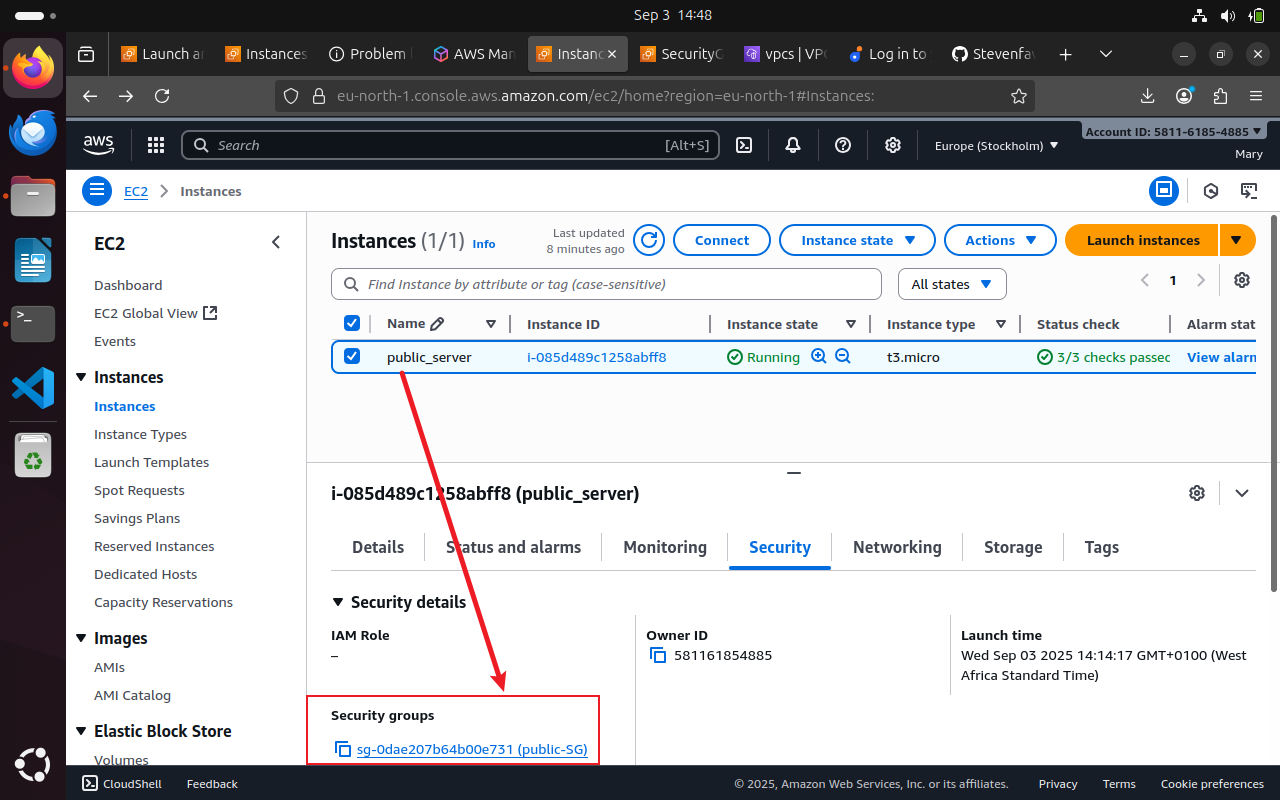 Sep 3 14:48
Launch ar
Instances
Problem l
AWS Man
Instanc
SecurityG
vpcs | VPC
Log in to
Stevenfav
eu-north-1.console.aws.amazon.com/ec2/home?region=eu-north-1#Instances:
aws
Search
[Alt+S]
Europe (Stockholm)
Account ID: 5811-6185-4885
Mary
EC2
Instances
EC2
Dashboard
EC2 Global View
Events
Instances
Instances
Instance Types
Launch Templates
Spot Requests
Savings Plans
Reserved Instances
Dedicated Hosts
Capacity Reservations
Images
AMIs
AMI Catalog
Elastic Block Store
Volumes
Instances (1/1) Info
Last updated
8 minutes ago
Connect
Instance state
Actions
Launch instances
Find Instance by attribute or tag (case-sensitive)
All states
1
Name
Instance ID
Instance state
Instance type
Status check
Alarm stat
public_server
i-085d489c1258abff8
Running
t3.micro
3/3 checks passed
View alarm
i-085d489c1258abff8 (public_server)
Details
Status and alarms
Monitoring
Security
Networking
Storage
Tags
Security details
IAM Role
–
Owner ID
581161854885
Launch time
Wed Sep 03 2025 14:14:17 GMT+0100 (West
Africa Standard Time)
Security groups
sg-0dae207b64b00e731 (public-SG)
CloudShell
Feedback
© 2025, Amazon Web Services, Inc. or its affiliates.
Privacy
Terms
Cookie preferences